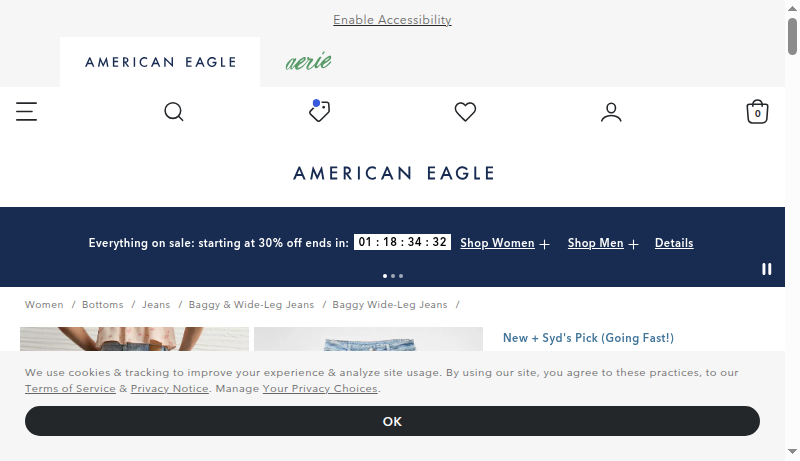 Enable Accessibility
AMERICAN EAGLE
aerie
0
AMERICAN EAGLE
Everything on sale: starting at 30% off ends in: 01 : 18 : 34 : 32 Shop Women + Shop Men + Details
Women / Bottoms / Jeans / Baggy & Wide-Leg Jeans / Baggy Wide-Leg Jeans /
New + Syd's Pick (Going Fast!)
We use cookies & tracking to improve your experience & analyze site usage. By using our site, you agree to these practices, to our
Terms of Service & Privacy Notice. Manage Your Privacy Choices.
OK